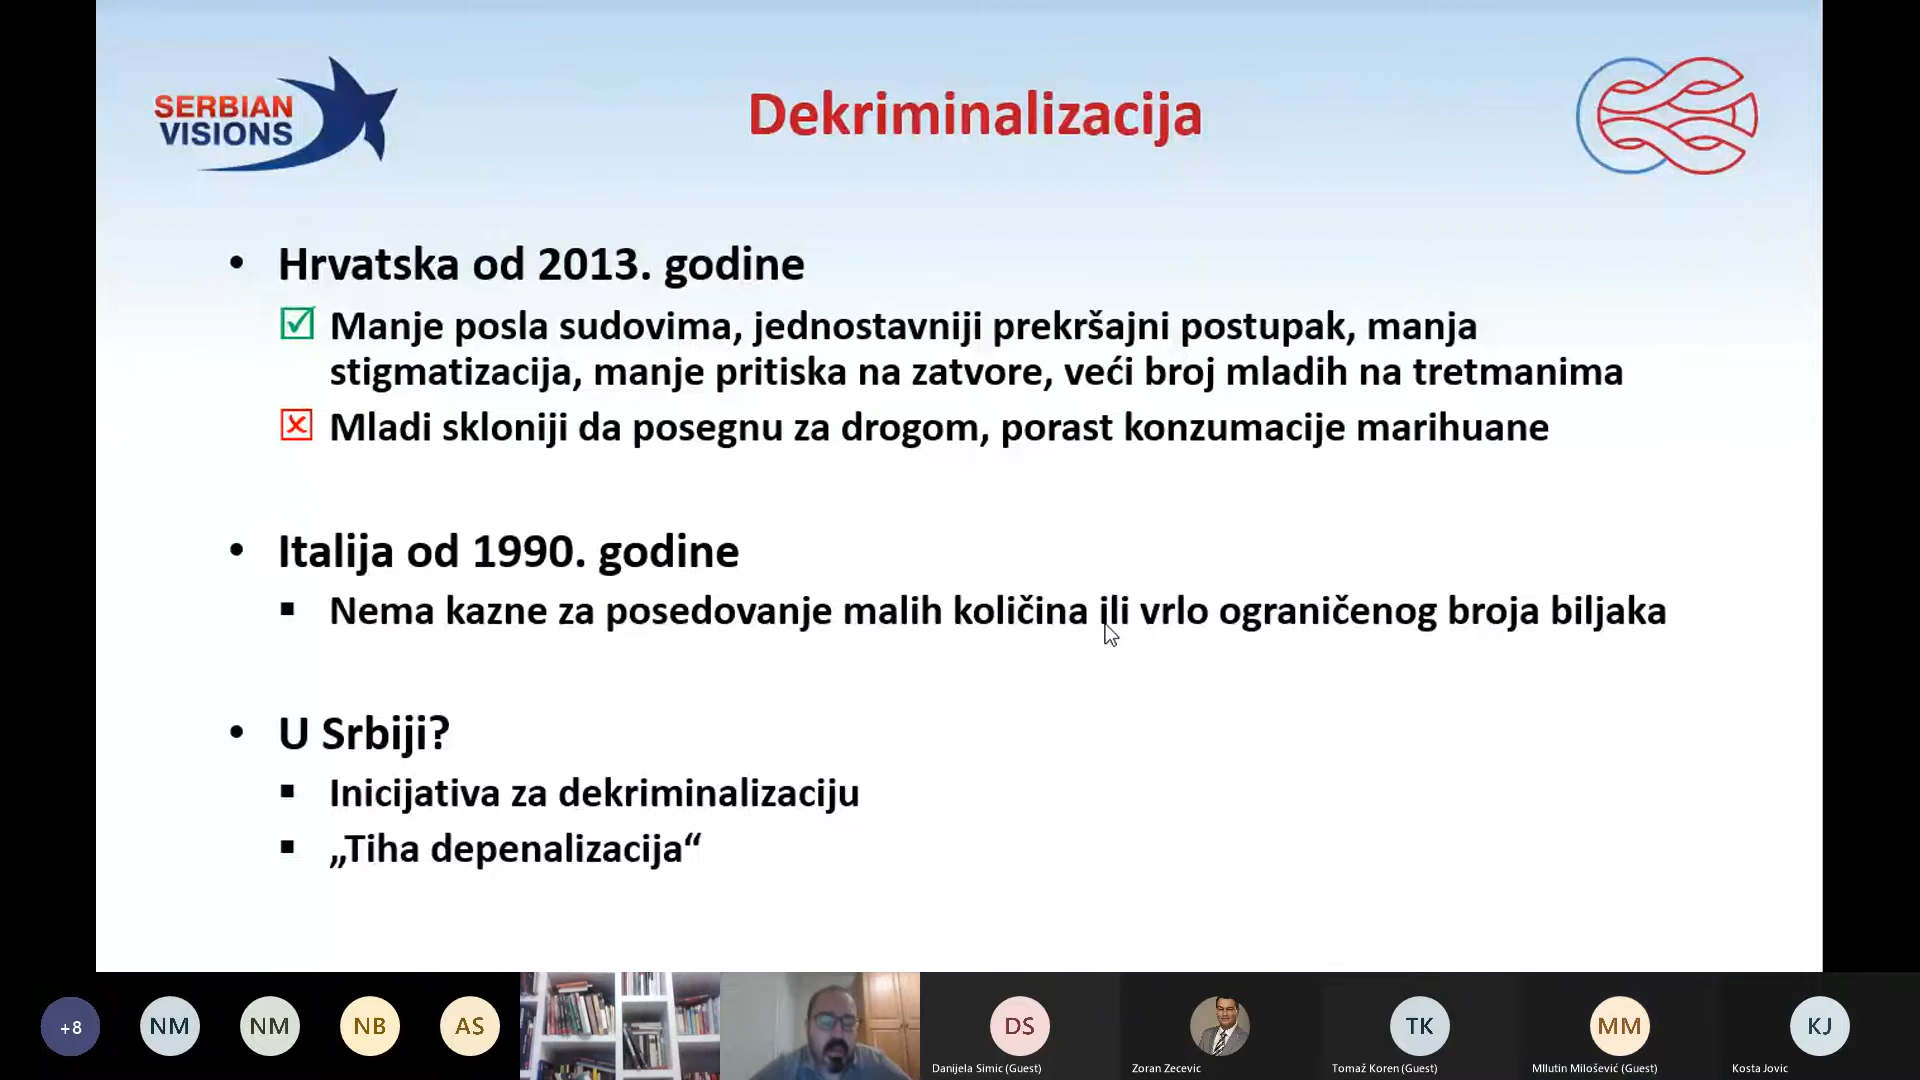 SERBIAN
VISIONS
Dekriminalizacija
• Hrvatska od 2013. godine
Manje posla sudovima, jednostavniji prekršajni postupak, manja
stigmatizacija, manje pritiska na zatvore, veći broj mladih na tretmanima
Mladi skloniji da posegnu za drogom, porast konzumacije marihuane
• Italija od 1990. godine
▪ Nema kazne za posedovanje malih količina ili vrlo ograničenog broja biljaka
• U Srbiji?
▪ Inicijativa za dekriminalizaciju
▪ „Tiha depenalizacija“
+8
NM
NM
NB
AS
DS
TK
MM
KJ
Danijela Simic (Guest)
Zoran Zecevic
Tomaž Koren (Guest)
MIlutin Milošević (Guest)
Kosta Jovic